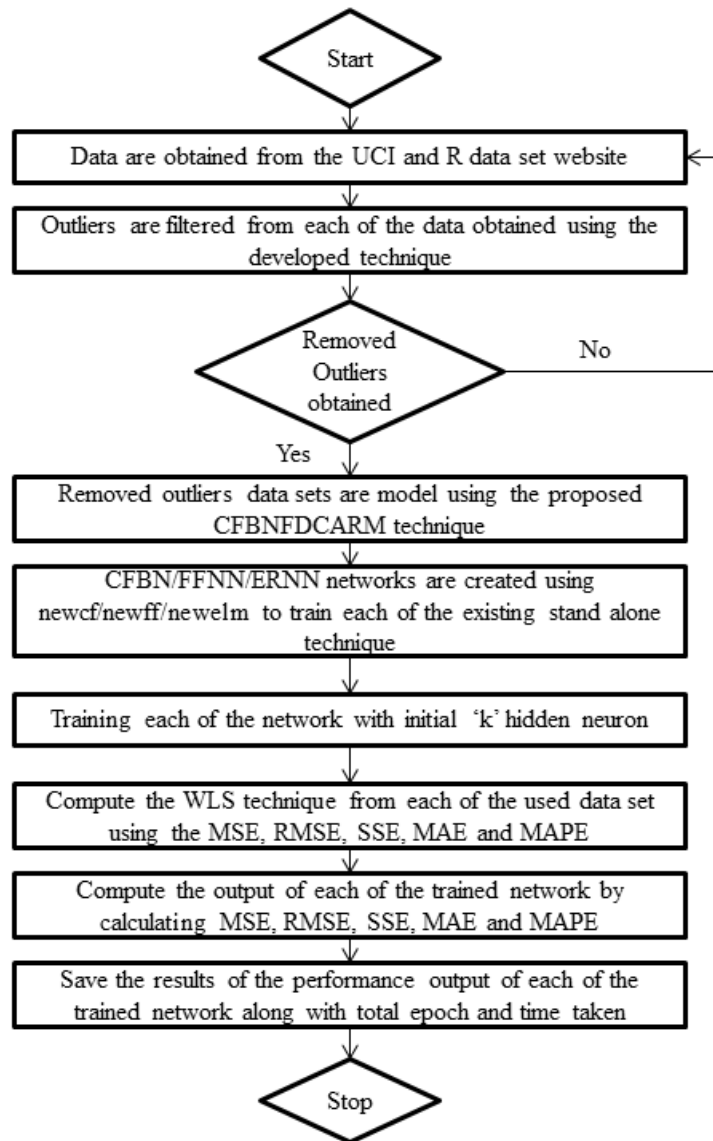 Start
Data are obtained from the UCI and R data set website
Outliers are filtered from each of the data obtained using the
developed technique
Removed
Outliers
obtained
No
Yes
Removed outliers data sets are model using the proposed
CFBNFDCARM technique
CFBN/FFNN/ERNN networks are created using
newcf/newff/newelm to train each of the existing stand alone
technique
Training each of the network with initial ‘k’ hidden neuron
Compute the WLS technique from each of the used data set
using the MSE, RMSE, SSE, MAE and MAPE
Compute the output of each of the trained network by
calculating MSE, RMSE, SSE, MAE and MAPE
Save the results of the performance output of each of the
trained network along with total epoch and time taken
Stop